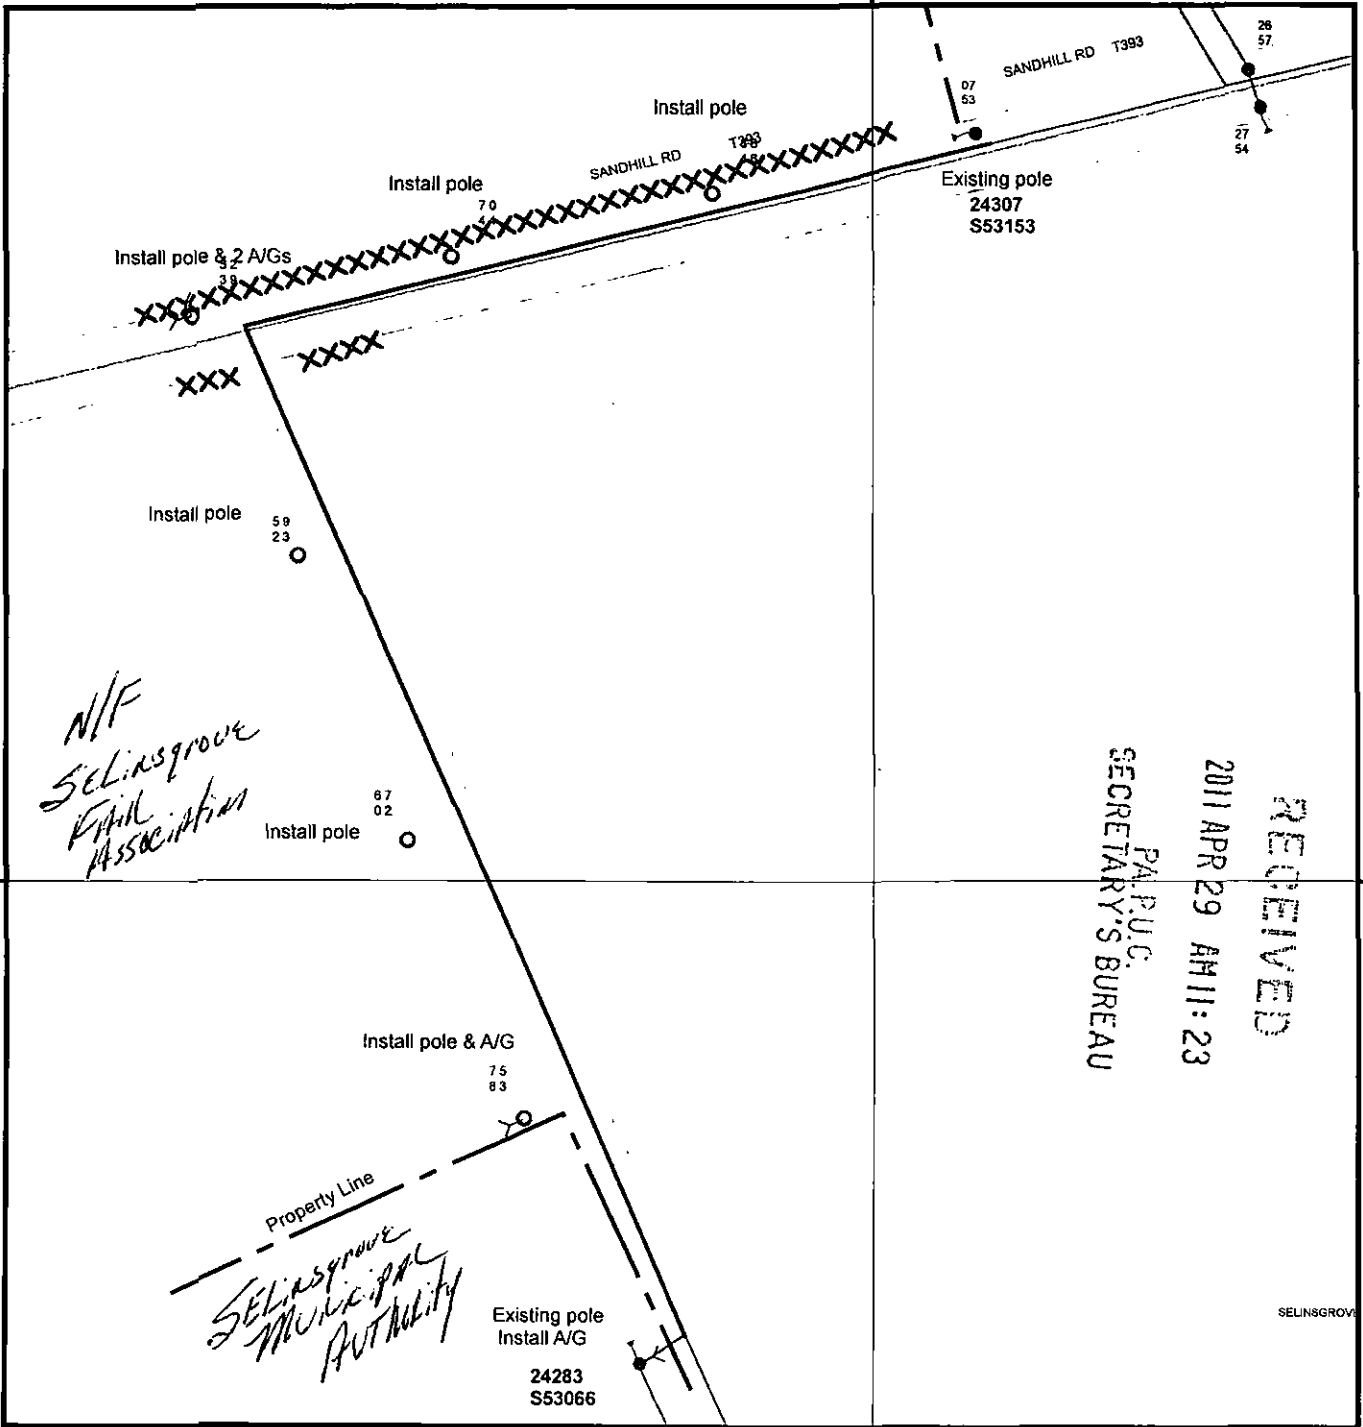 26
57
SANDHILL RD T393
07
53
Install pole
27
54
SANDHILL RD T393
Install pole
70
Existing pole
24307
S53153
Install pole & 2 A/Gs
39
Install pole
59
23
N/F
Selinsgrove
Fair
Association
67
02
Install pole
RECEIVED
2011 APR 29 AM 11:23
PA.P.U.C.
SECRETARY'S BUREAU
Install pole & A/G
75
83
Property Line
Selinsgrove
Municipal
Authority
Existing pole
Install A/G
24283
S53066
SELINSGROV